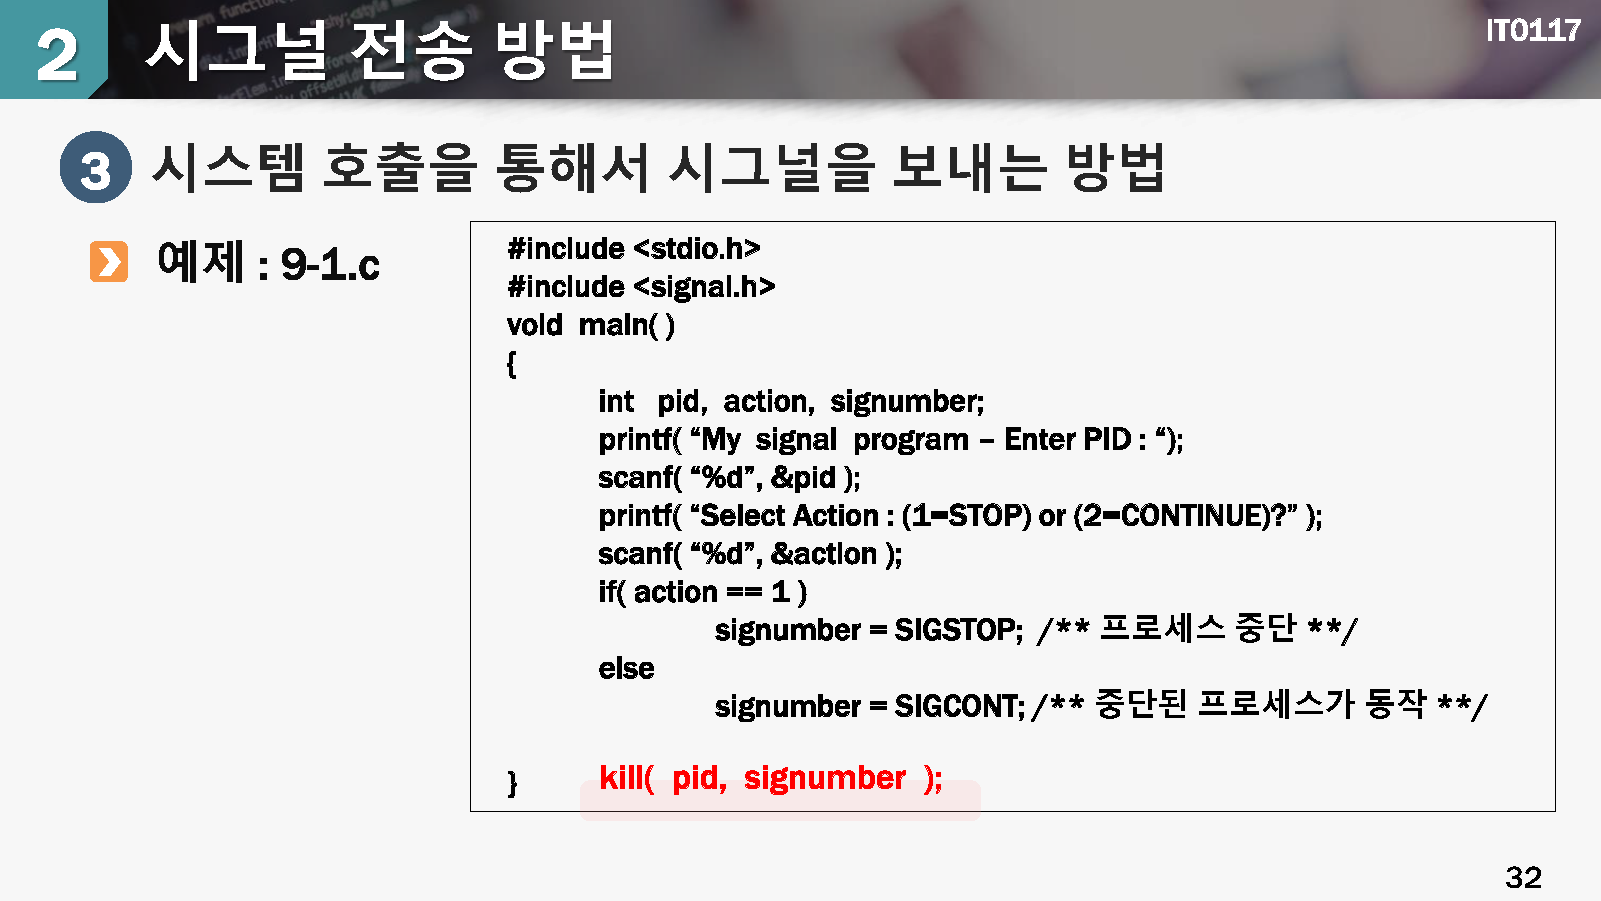 2 시그널 전송 방법
IT0117
3 시스템 호출을 통해서 시그널을 보내는 방법
예제 : 9-1.c
#include <stdio.h>
#include <signal.h>
void main( )
{
int pid, action, signumber;
printf( “My signal program – Enter PID : “);
scanf( “%d”, &pid );
printf( “Select Action : (1=STOP) or (2=CONTINUE)?” );
scanf( “%d”, &action );
if( action == 1 )
signumber = SIGSTOP; /** 프로세스 중단 **/
else
signumber = SIGCONT; /** 중단된 프로세스가 동작 **/
kill( pid, signumber );
}
32